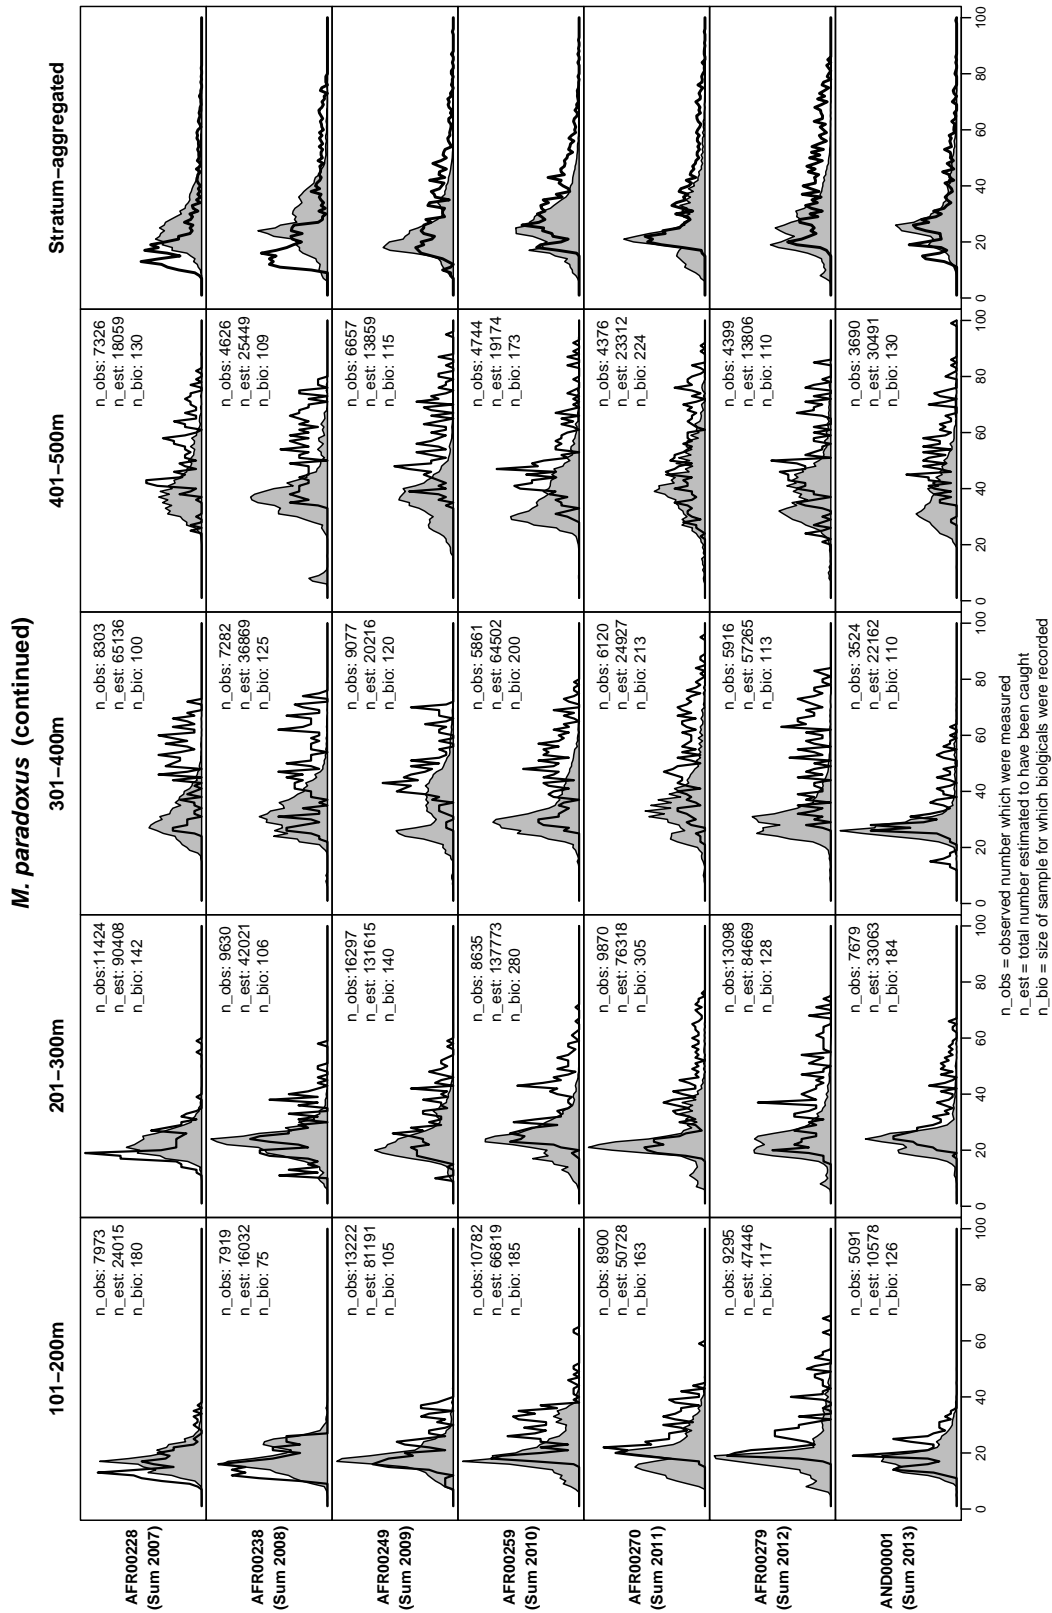 M. paradoxus (continued)
101–200m
201–300m
301–400m
401–500m
Stratum–aggregated
AFR00228
(Sum 2007)
n_obs: 7973
n_est: 24015
n_bio: 180
n_obs:11424
n_est: 90408
n_bio: 142
n_obs: 8303
n_est: 65136
n_bio: 100
n_obs: 7326
n_est: 18059
n_bio: 130
AFR00238
(Sum 2008)
n_obs: 7919
n_est: 16032
n_bio: 75
n_obs: 9630
n_est: 42021
n_bio: 106
n_obs: 7282
n_est: 36869
n_bio: 125
n_obs: 4626
n_est: 25449
n_bio: 109
AFR00249
(Sum 2009)
n_obs:13222
n_est: 81191
n_bio: 105
n_obs:16297
n_est: 131615
n_bio: 140
n_obs: 9077
n_est: 20216
n_bio: 120
n_obs: 6657
n_est: 13859
n_bio: 115
AFR00259
(Sum 2010)
n_obs:10782
n_est: 66819
n_bio: 185
n_obs: 8635
n_est: 137773
n_bio: 280
n_obs: 5861
n_est: 64502
n_bio: 200
n_obs: 4744
n_est: 19174
n_bio: 173
AFR00270
(Sum 2011)
n_obs: 8900
n_est: 50728
n_bio: 163
n_obs: 9870
n_est: 76318
n_bio: 305
n_obs: 6120
n_est: 24927
n_bio: 213
n_obs: 4376
n_est: 23312
n_bio: 224
AFR00279
(Sum 2012)
n_obs: 9295
n_est: 47446
n_bio: 117
n_obs:13098
n_est: 84669
n_bio: 128
n_obs: 5916
n_est: 57265
n_bio: 113
n_obs: 4399
n_est: 13806
n_bio: 110
AND00001
(Sum 2013)
n_obs: 5091
n_est: 10578
n_bio: 126
n_obs: 7679
n_est: 33063
n_bio: 184
n_obs: 3524
n_est: 22162
n_bio: 110
n_obs: 3690
n_est: 30491
n_bio: 130
0 20 40 60 80 100
0 20 40 60 80 100
0 20 40 60 80 100
0 20 40 60 80 100
0 20 40 60 80 100
n_obs = observed number which were measured
n_est = total number estimated to have been caught
n_bio = size of sample for which biolgicals were recorded